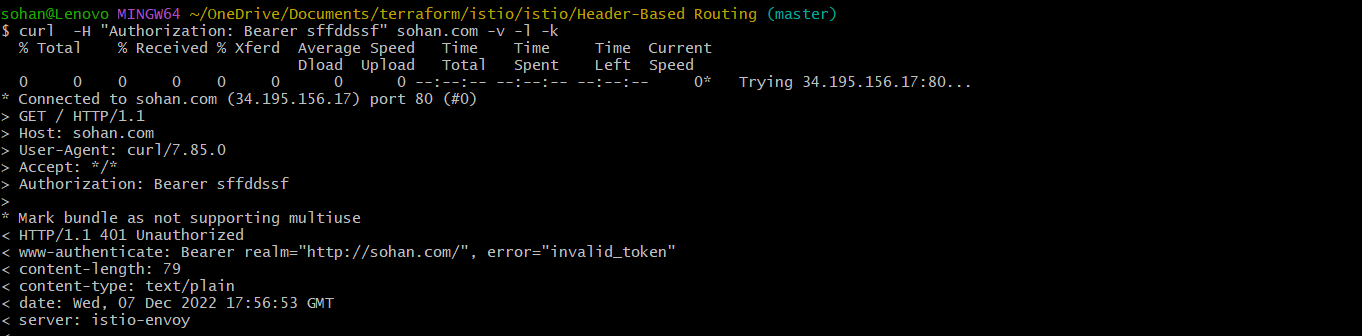 sohan@Lenovo MINGW64 ~/OneDrive/Documents/terraform/istio/istio/Header-Based Routing (master)
$ curl  -H "Authorization: Bearer sffddssf" sohan.com -v -l -k
  % Total    % Received % Xferd  Average Speed   Time    Time     Time  Current
                                 Dload  Upload   Total   Spent    Left  Speed
  0     0    0     0    0     0      0      0 --:--:-- --:--:-- --:--:--     0*   Trying 34.195.156.17:80...
* Connected to sohan.com (34.195.156.17) port 80 (#0)
> GET / HTTP/1.1
> Host: sohan.com
> User-Agent: curl/7.85.0
> Accept: */*
> Authorization: Bearer sffddssf
>
* Mark bundle as not supporting multiuse
< HTTP/1.1 401 Unauthorized
< www-authenticate: Bearer realm="http://sohan.com/", error="invalid_token"
< content-length: 79
< content-type: text/plain
< date: Wed, 07 Dec 2022 17:56:53 GMT
< server: istio-envoy
<